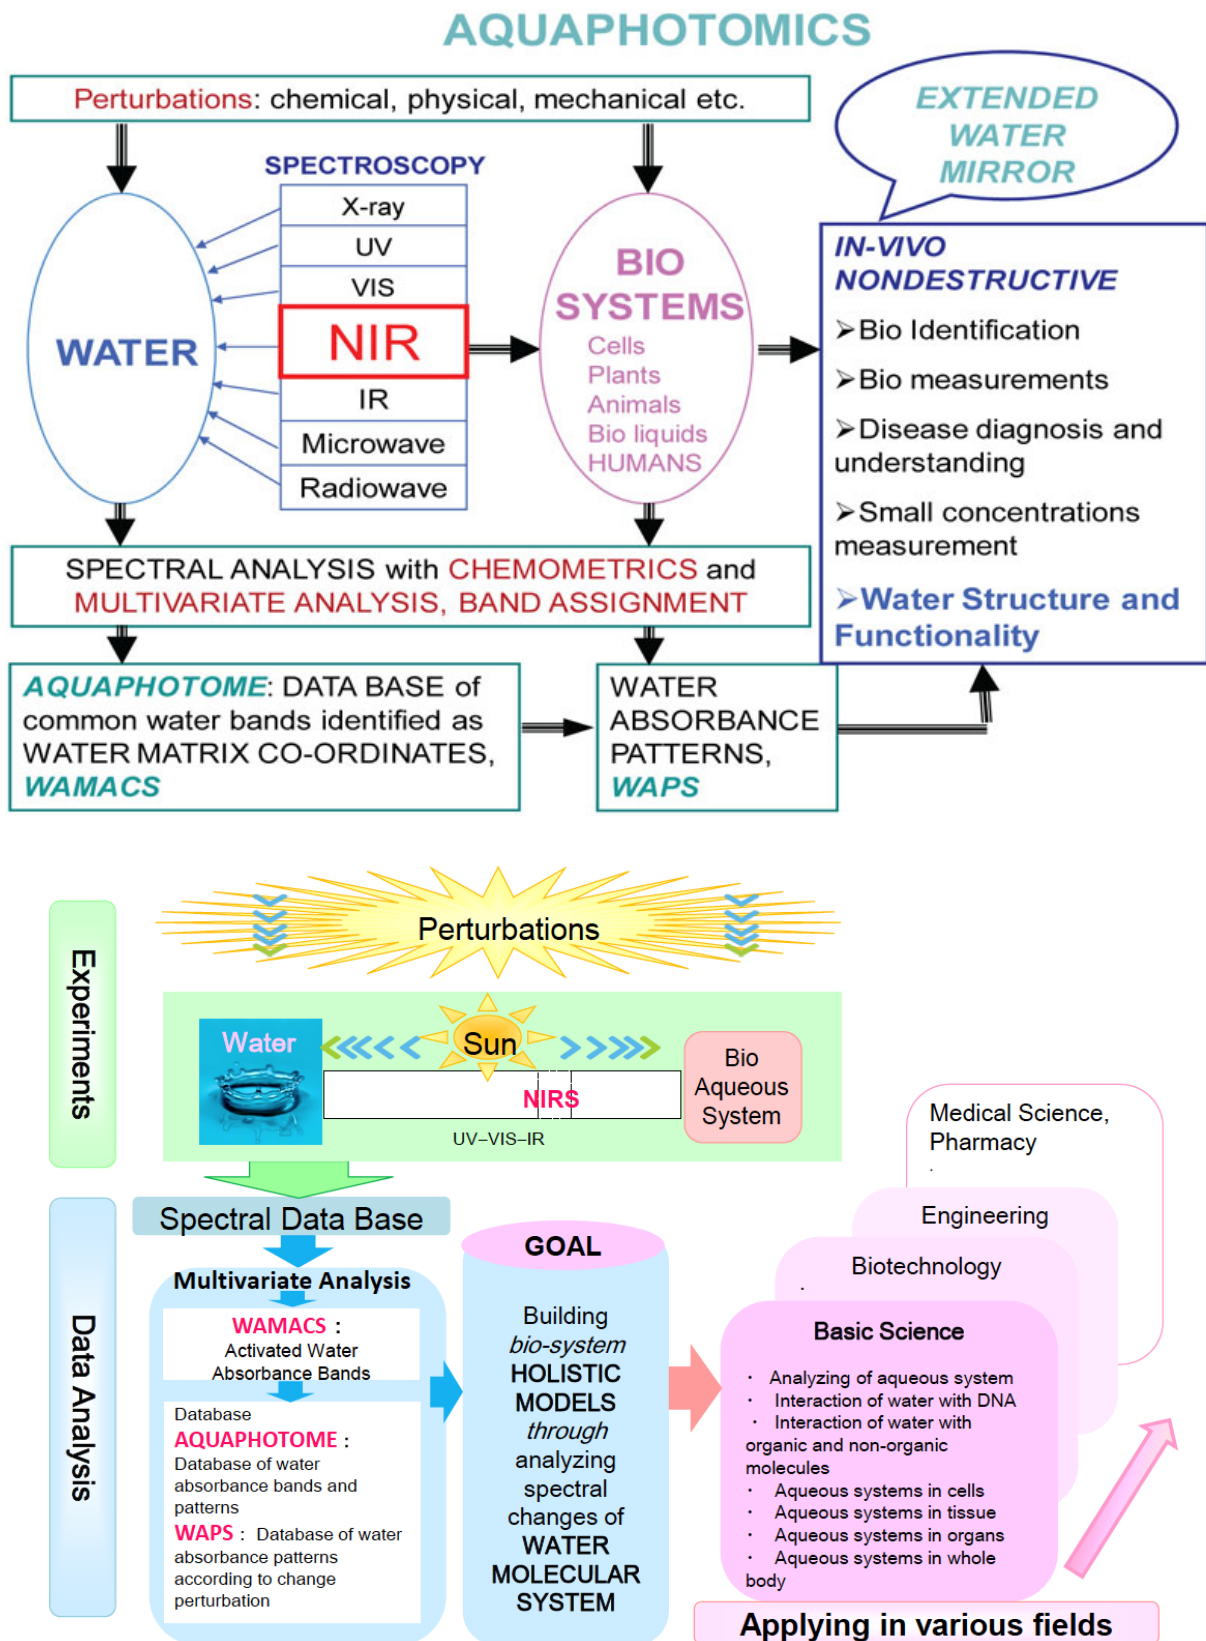 AQUAPHOTOMICS
Perturbations: chemical, physical, mechanical etc.
EXTENDED
WATER
MIRROR
SPECTROSCOPY
X-ray
UV
VIS
NIR
IR
Microwave
Radiowave
WATER
BIO
SYSTEMS
Cells
Plants
Animals
Bio liquids
HUMANS
IN-VIVO
NONDESTRUCTIVE
➢Bio Identification
➢Bio measurements
➢Disease diagnosis and
understanding
➢Small concentrations
measurement
➢Water Structure and
Functionality
SPECTRAL ANALYSIS with CHEMOMETRICS and
MULTIVARIATE ANALYSIS, BAND ASSIGNMENT
AQUAPHOTOME: DATA BASE of
common water bands identified as
WATER MATRIX CO-ORDINATES,
WAMACS
WATER
ABSORBANCE
PATTERNS,
WAPS
Experiments
Perturbations
Water
Sun
NIRS
UV–VIS–IR
Bio
Aqueous
System
Data Analysis
Spectral Data Base
Multivariate Analysis
WAMACS :
Activated Water
Absorbance Bands
Database
AQUAPHOTOME :
Database of water
absorbance bands and
patterns
WAPS : Database of water
absorbance patterns
according to change
perturbation
GOAL
Building
bio-system
HOLISTIC
MODELS
through
analyzing
spectral
changes of
WATER
MOLECULAR
SYSTEM
Medical Science,
Pharmacy
.
Engineering
Biotechnology
.
Basic Science
· Analyzing of aqueous system
· Interaction of water with DNA
· Interaction of water with
organic and non-organic
molecules
· Aqueous systems in cells
· Aqueous systems in tissue
· Aqueous systems in organs
· Aqueous systems in whole
body
Applying in various fields